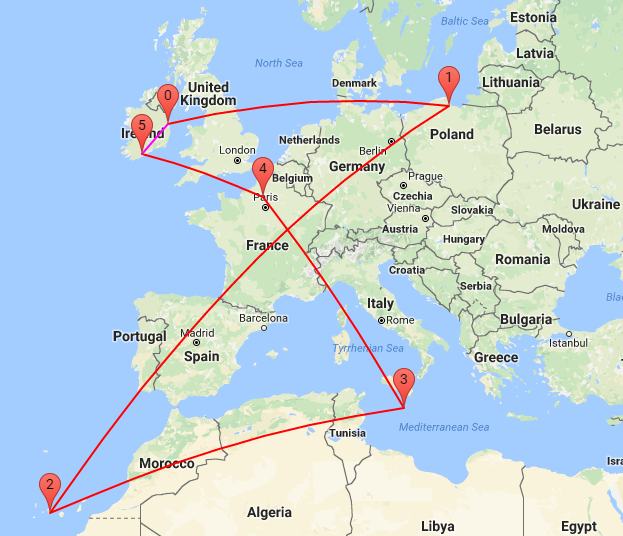 Estonia
Baltic Sea
Latvia
North Sea
1
Denmark
Lithuania
United
Kingdom
0
5
Ireland
Poland
Belarus
London
Netherlands
Berlin
4
Belgium
Germany
Prague
Paris
Czechia
Vienna
Slovakia
Ukraine
Austria
Moldova
France
Hungary
Romania
Croatia
Serbia
Italy
Barcelona
Rome
Bulgaria
Portugal
Madrid
Istanbul
Spain
Tyrrhenian Sea
Greece
3
Tunisia
Mediterranean Sea
Morocco
2
Algeria
Libya
Egypt